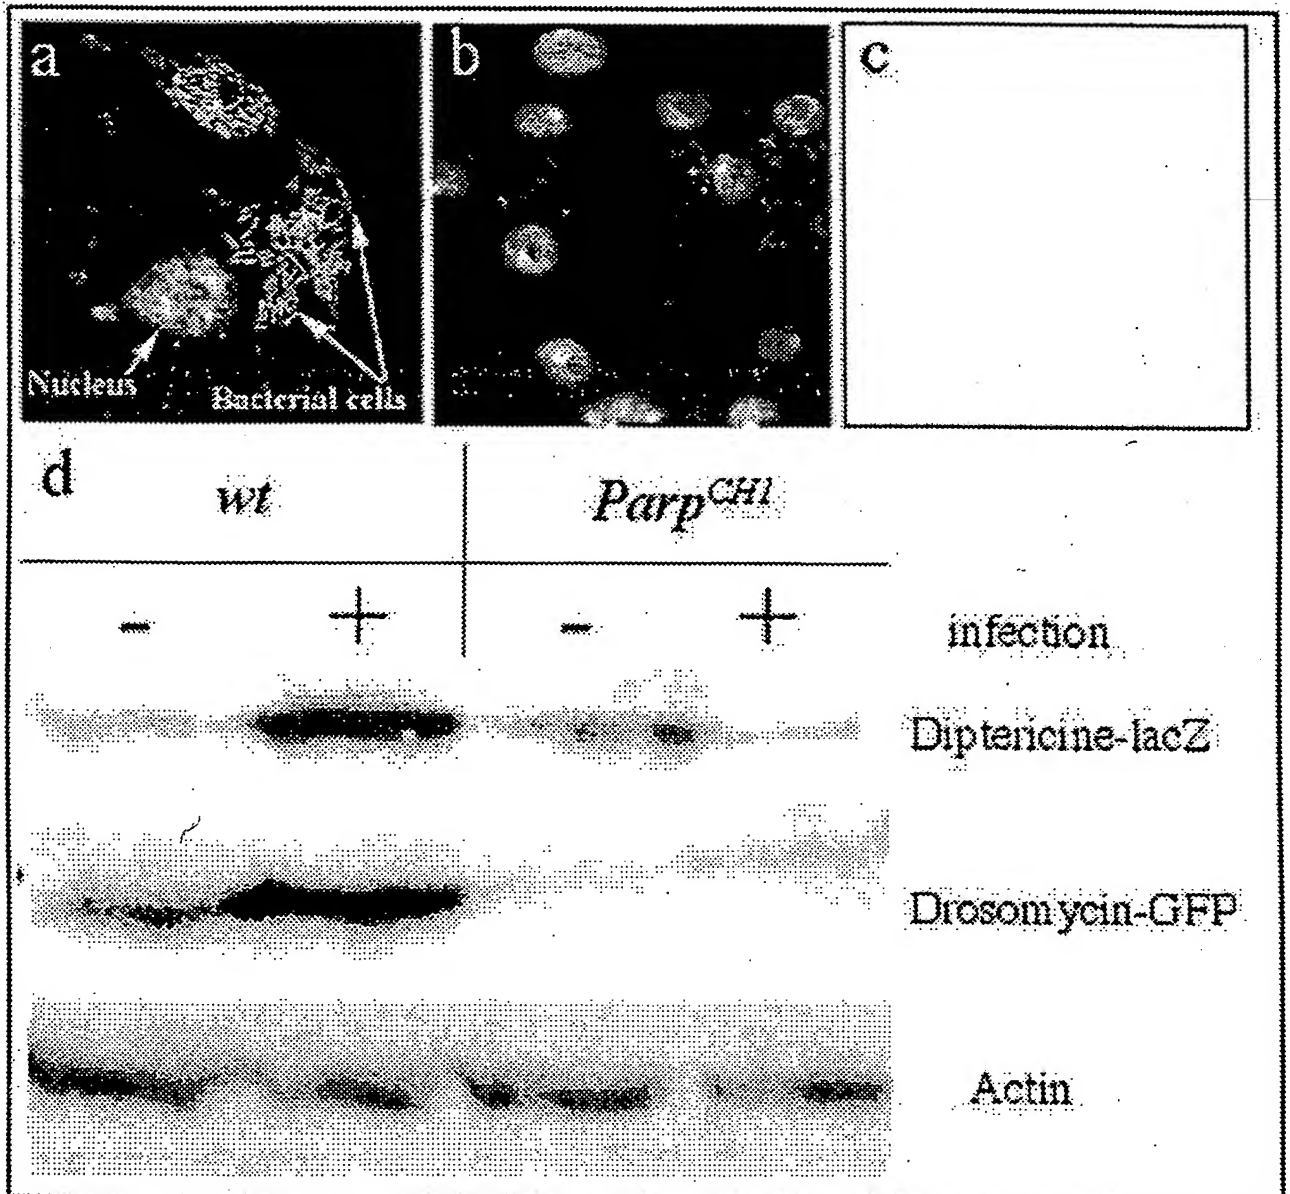 a
b
c
Nucleus
Bacterial cells
d
wt
Parp^CH1
- + - + infection
Diptericine-lacZ
Drosomycin-GFP
Actin